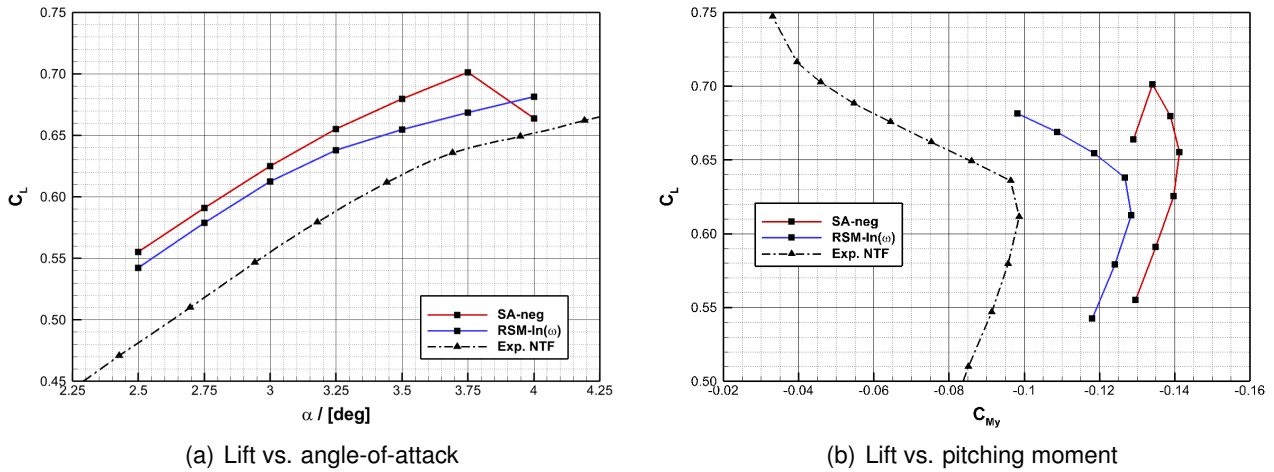 0.75
0.70
0.65
0.60
0.55
0.50
0.45
C_L
2.25 2.5 2.75 3 3.25 3.5 3.75 4 4.25
α / [deg]
SA-neg
RSM-ln(ω)
Exp. NTF
(a) Lift vs. angle-of-attack
0.75
0.70
0.65
0.60
0.55
0.50
C_L
-0.02 -0.04 -0.06 -0.08 -0.1 -0.12 -0.14 -0.16
C_My
SA-neg
RSM-ln(ω)
Exp. NTF
(b) Lift vs. pitching moment